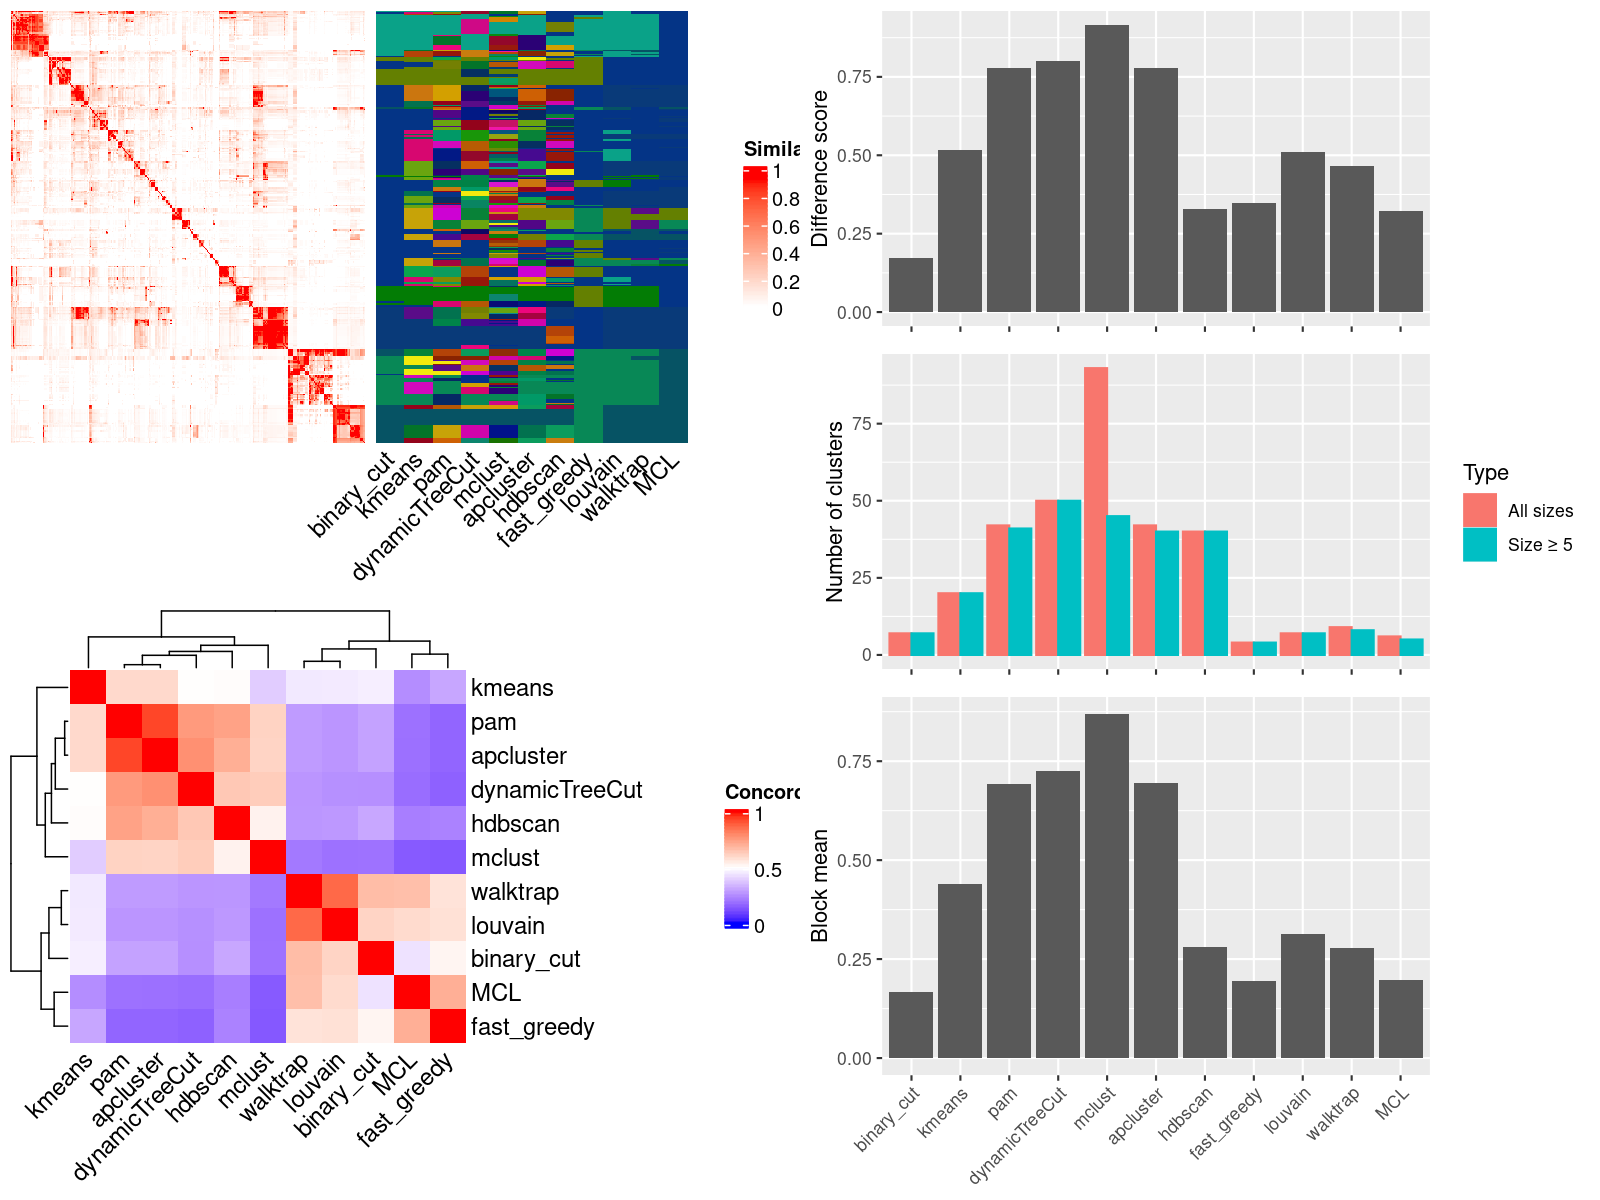 Simila
1
0.8
0.6
0.4
0.2
0
binary_cut
kmeans
pam
dynamicTreeCut
mclust
apcluster
hdbscan
fast_greedy
louvain
walktrap
MCL
kmeans
pam
apcluster
dynamicTreeCut
hdbscan
mclust
walktrap
louvain
binary_cut
MCL
fast_greedy
Concord
1
0.5
0
kmeans
pam
apcluster
dynamicTreeCut
hdbscan
mclust
walktrap
louvain
binary_cut
MCL
fast_greedy
Difference score
0.75
0.50
0.25
0.00
Number of clusters
75
50
25
0
Type
All sizes
Size ≥ 5
Block mean
0.75
0.50
0.25
0.00
binary_cut
kmeans
pam
dynamicTreeCut
mclust
apcluster
hdbscan
fast_greedy
louvain
walktrap
MCL